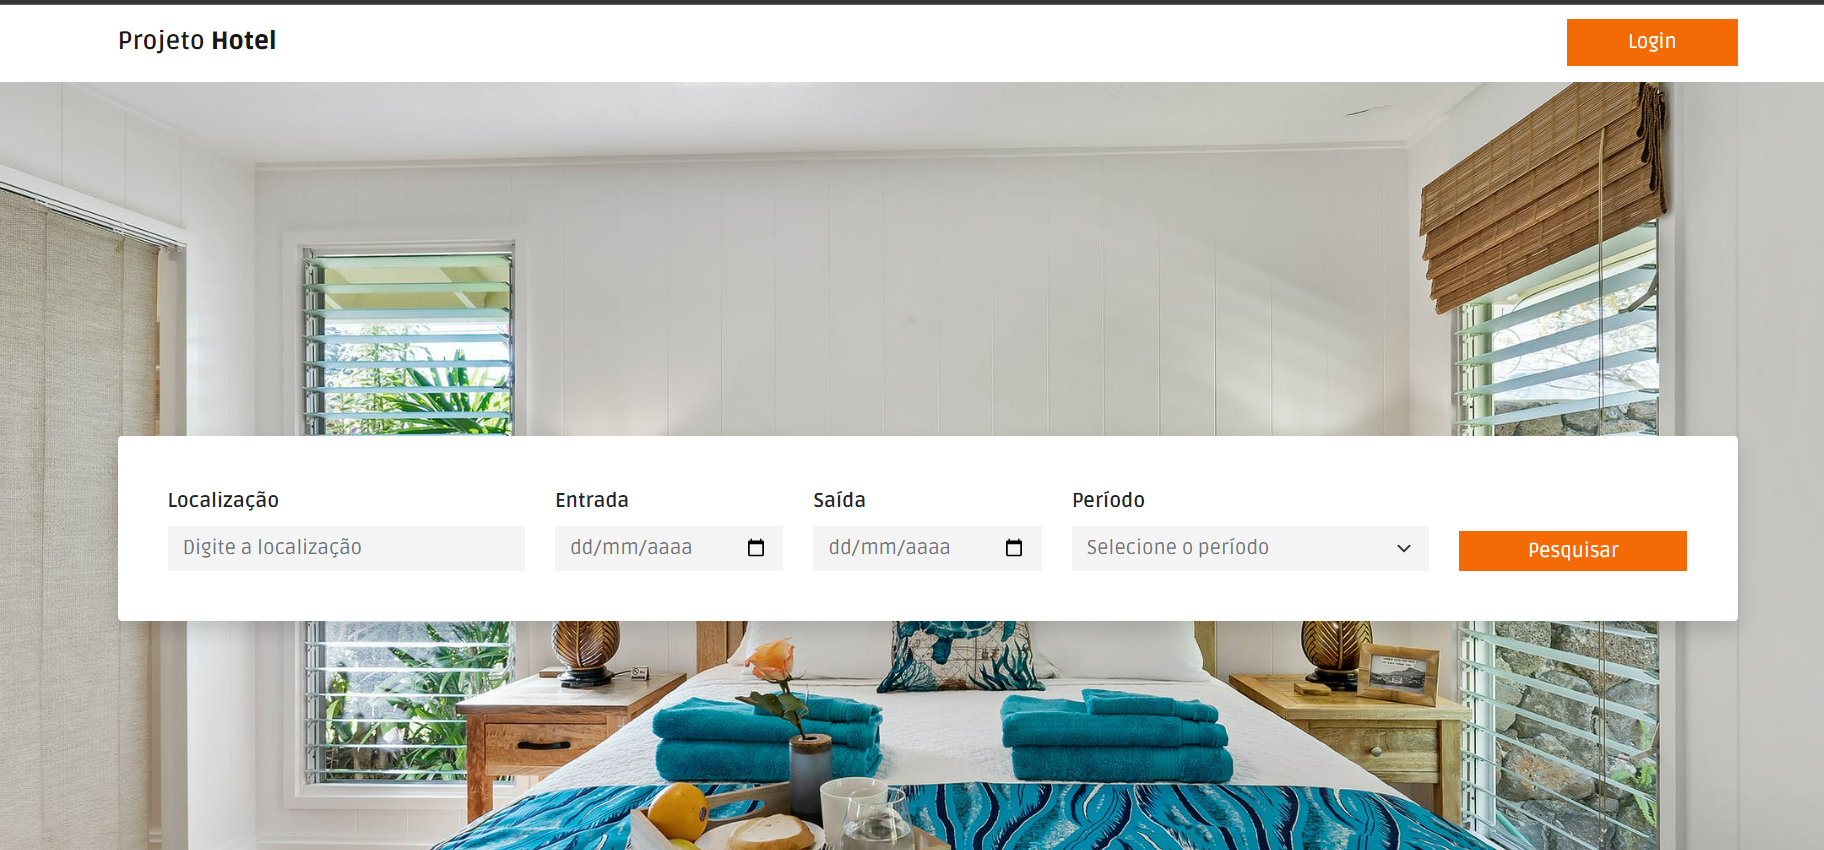 Projeto Hotel
Login
Localização
Entrada
Saída
Período
Digite a localização
dd/mm/aaaa
dd/mm/aaaa
Selecione o período
Pesquisar